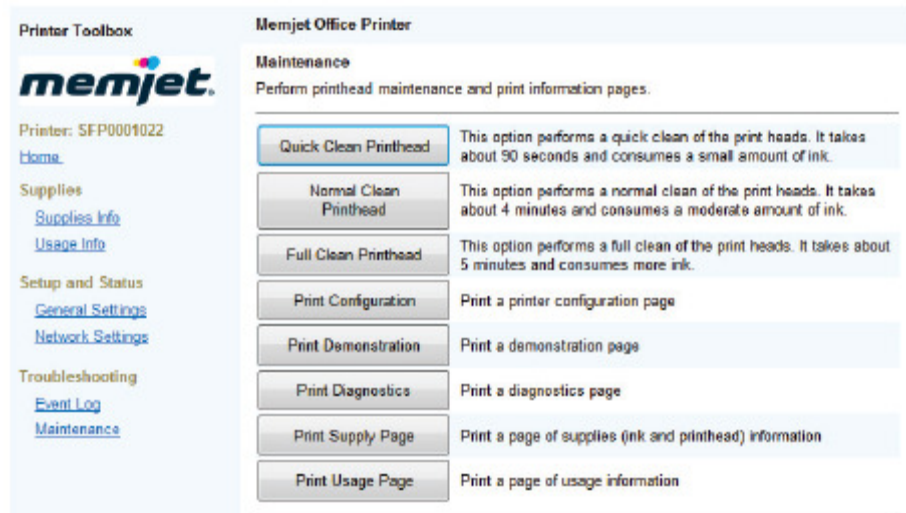 Printer Toolbox
memjet.
Printer: SFP0001022
Home
Supplies
Supplies Info
Usage Info
Setup and Status
General Settings
Network Settings
Troubleshooting
Event Log
Maintenance
Memjet Office Printer
Maintenance
Perform printhead maintenance and print information pages.
Quick Clean Printhead
This option performs a quick clean of the print heads. It takes
about 90 seconds and consumes a small amount of ink.
Normal Clean
Printhead
This option performs a normal clean of the print heads. It takes
about 4 minutes and consumes a moderate amount of ink.
Full Clean Printhead
This option performs a full clean of the print heads. It takes about
5 minutes and consumes more ink.
Print Configuration
Print a printer configuration page
Print Demonstration
Print a demonstration page
Print Diagnostics
Print a diagnostics page
Print Supply Page
Print a page of supplies (ink and printhead) information
Print Usage Page
Print a page of usage information